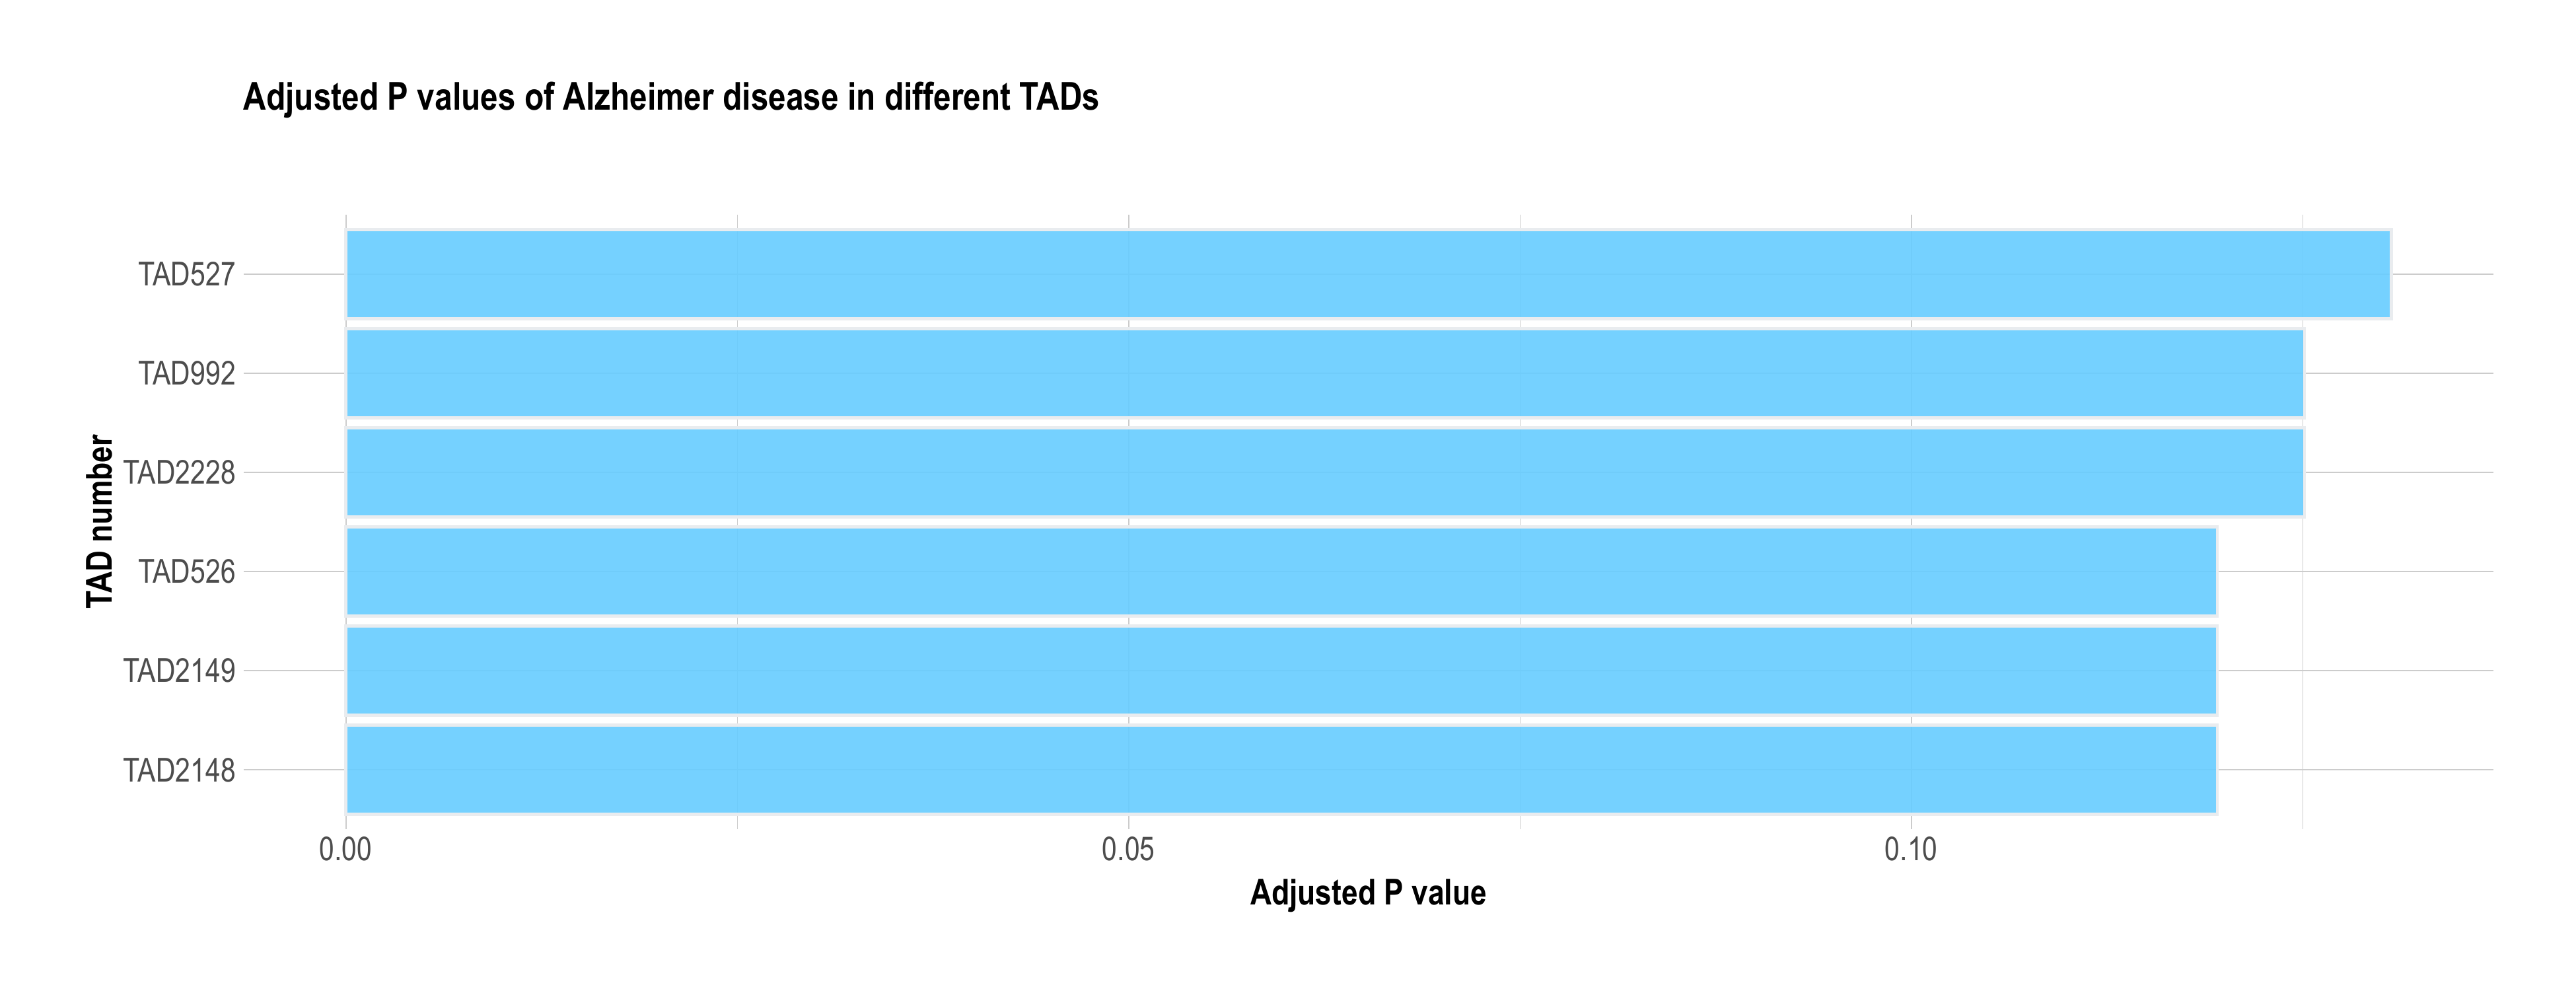 Adjusted P values of Alzheimer disease in different TADs
TAD number
TAD527
TAD992
TAD2228
TAD526
TAD2149
TAD2148
0.00 0.05 0.10
Adjusted P value